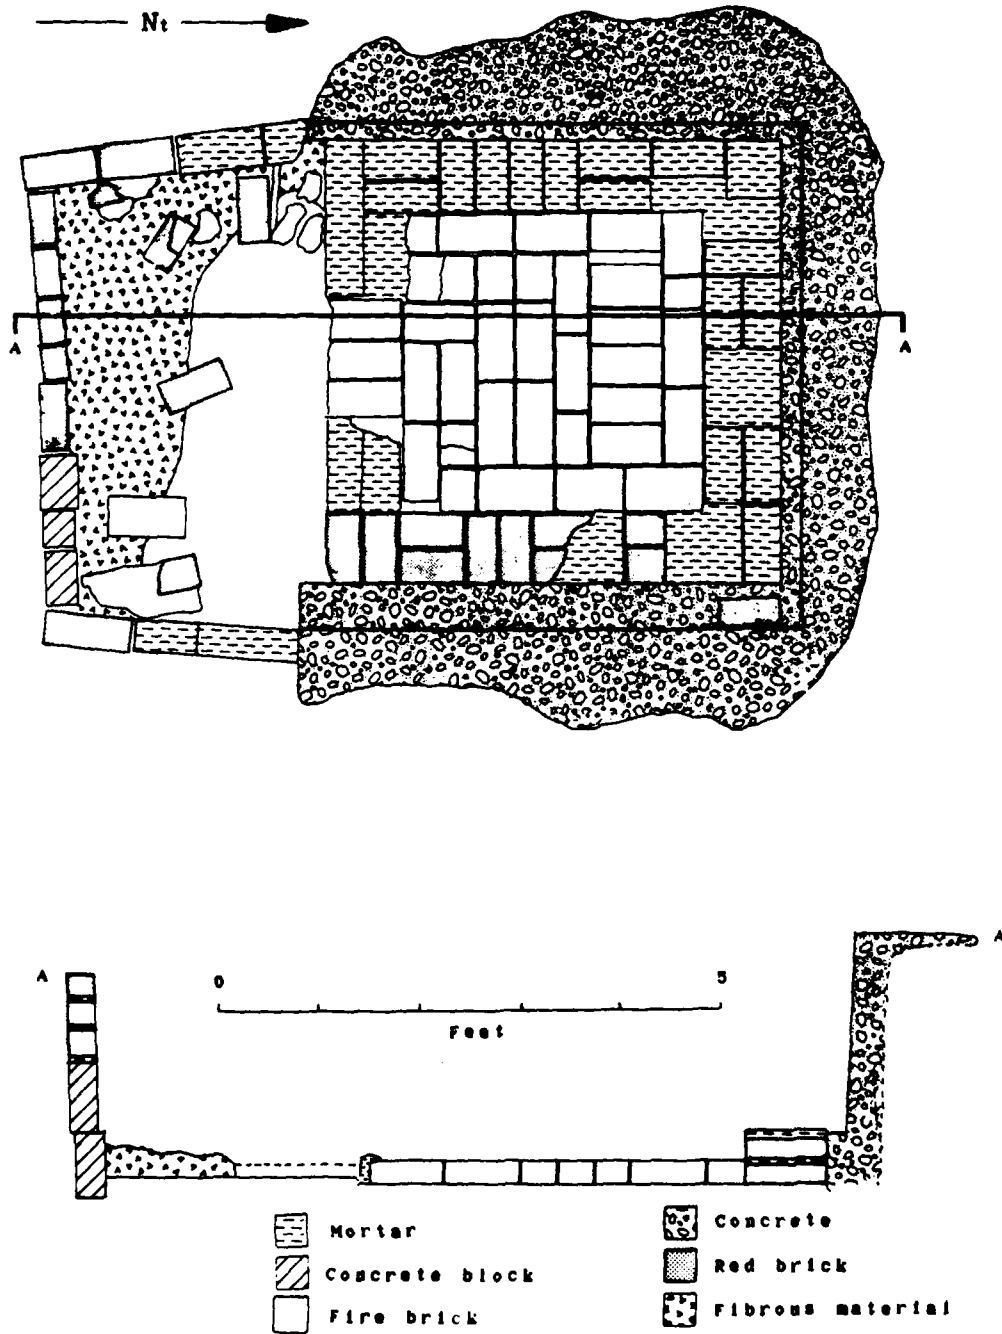 Nt
A
A
A
A
0
5
Feet
Mortar
Concrete block
Fire brick
Concrete
Red brick
Fibrous material